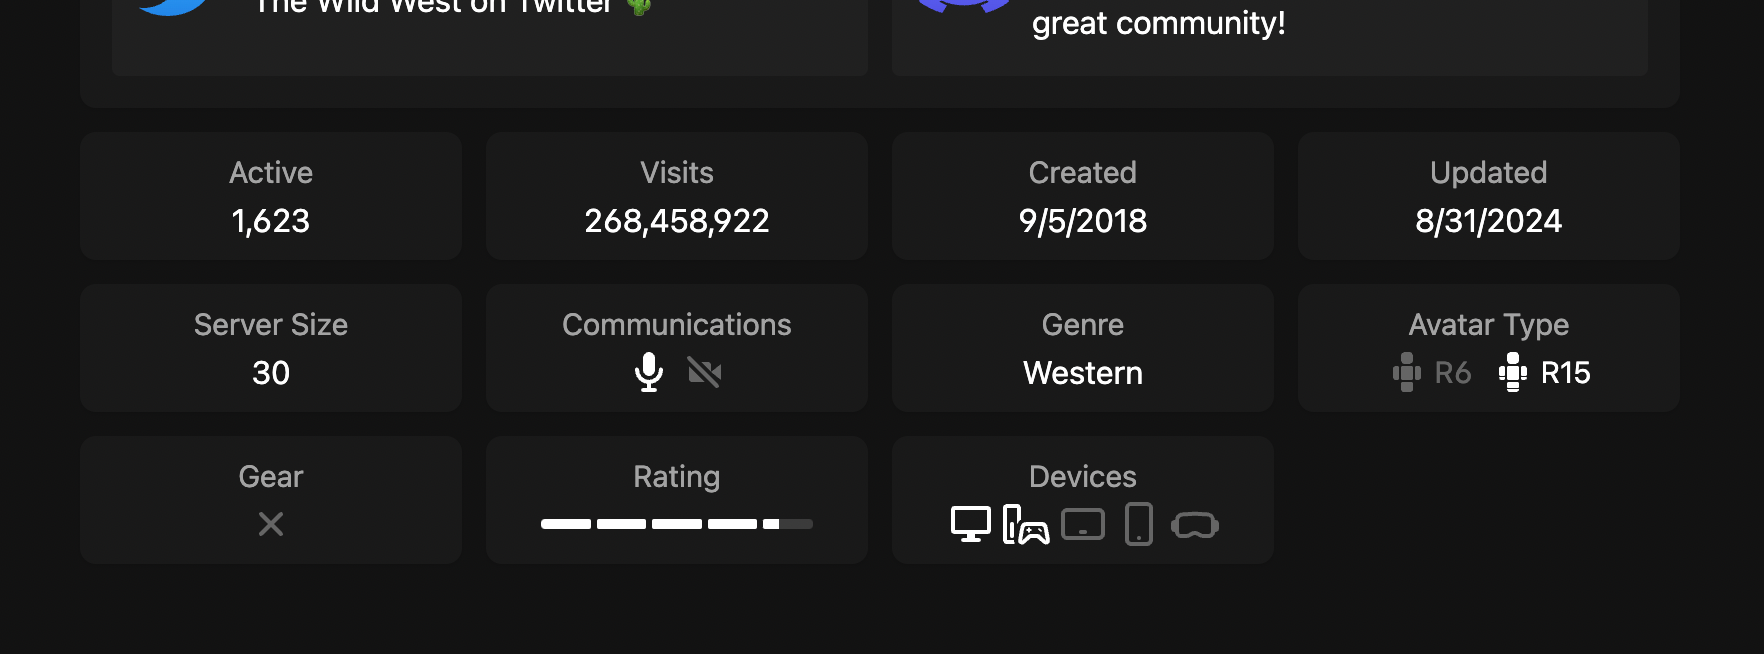 The Wild West on Twitter 🌵
great community!
Active
1,623
Visits
268,458,922
Created
9/5/2018
Updated
8/31/2024
Server Size
30
Communications
Genre
Western
Avatar Type
R6 R15
Gear
Rating
Devices